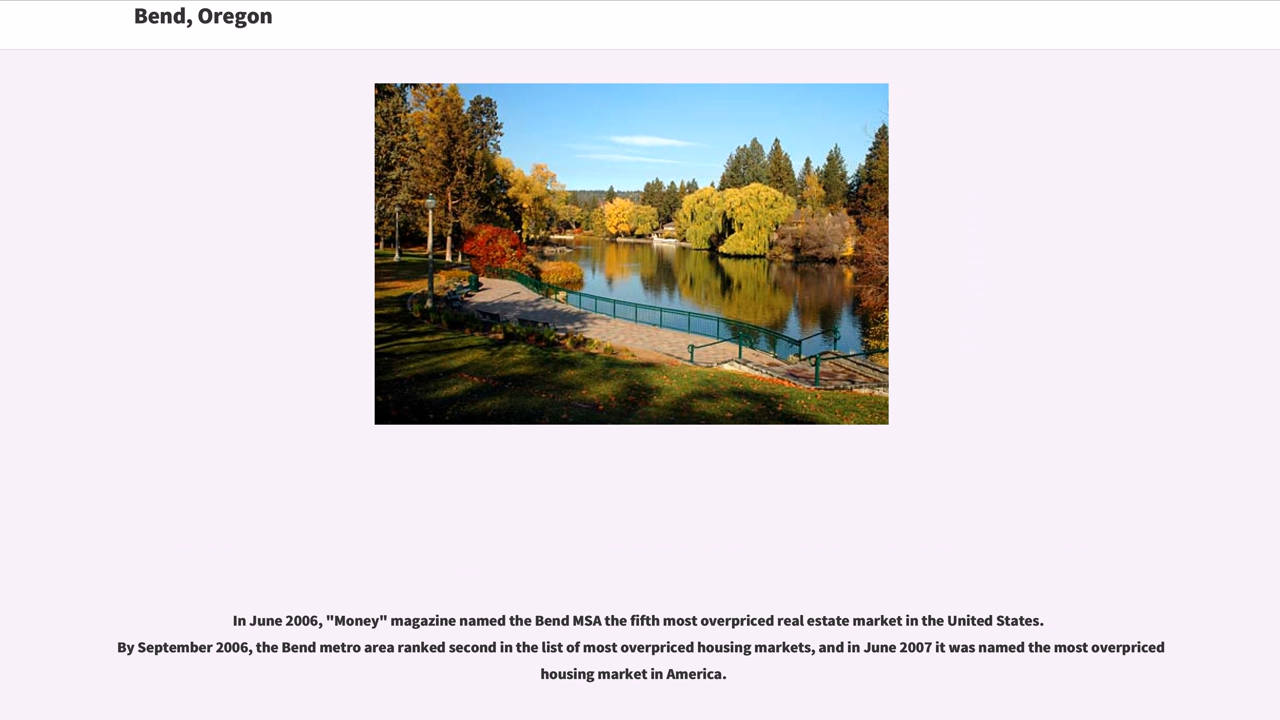 Bend, Oregon
In June 2006, "Money" magazine named the Bend MSA the fifth most overpriced real estate market in the United States.
By September 2006, the Bend metro area ranked second in the list of most overpriced housing markets, and in June 2007 it was named the most overpriced
housing market in America.